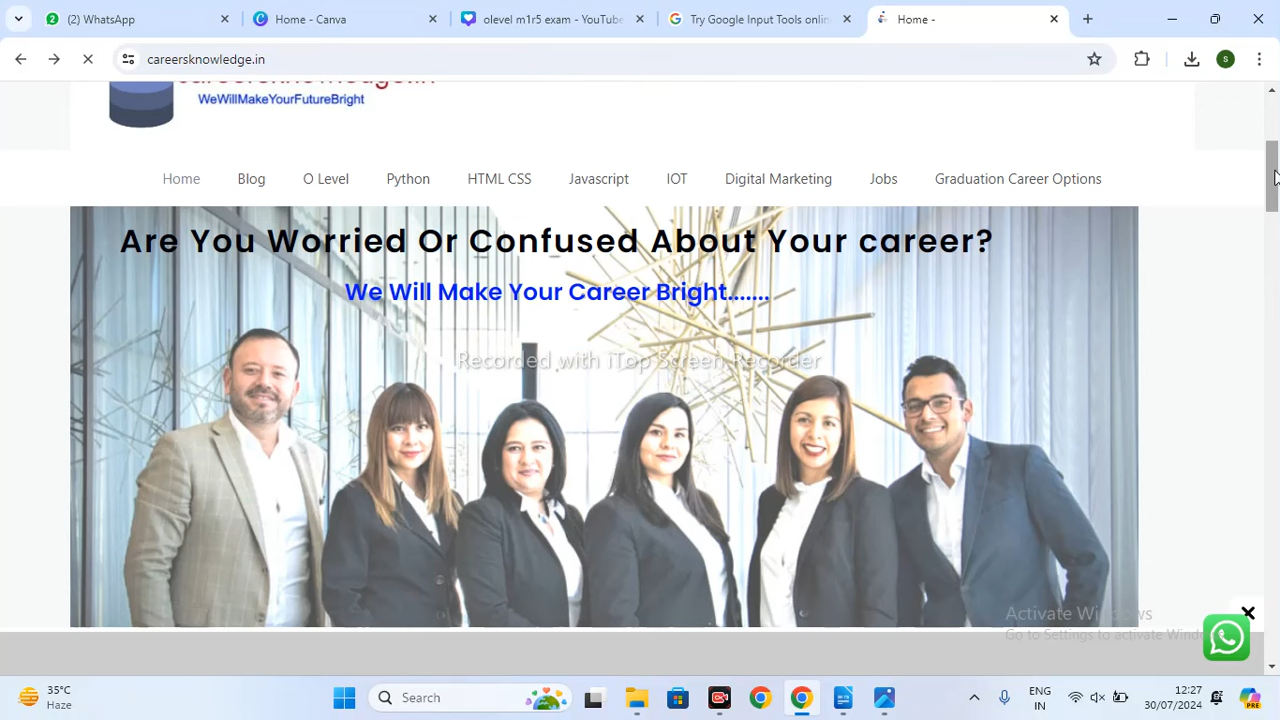 (2) WhatsApp
Home - Canva
olevel m1r5 exam - YouTube
Try Google Input Tools onlin
Home -
careersknowledge.in
S
WeWillMakeYourFutureBright
Home
Blog
O Level
Python
HTML CSS
Javascript
IOT
Digital Marketing
Jobs
Graduation Career Options
Are You Worried Or Confused About Your career?
We Will Make Your Career Bright.......
Recorded with iTop Screen Recorder
Activate Windows
Go to Settings to activate Windo
35°C
Haze
Search
ENG
IN
12:27
30/07/2024
PRE